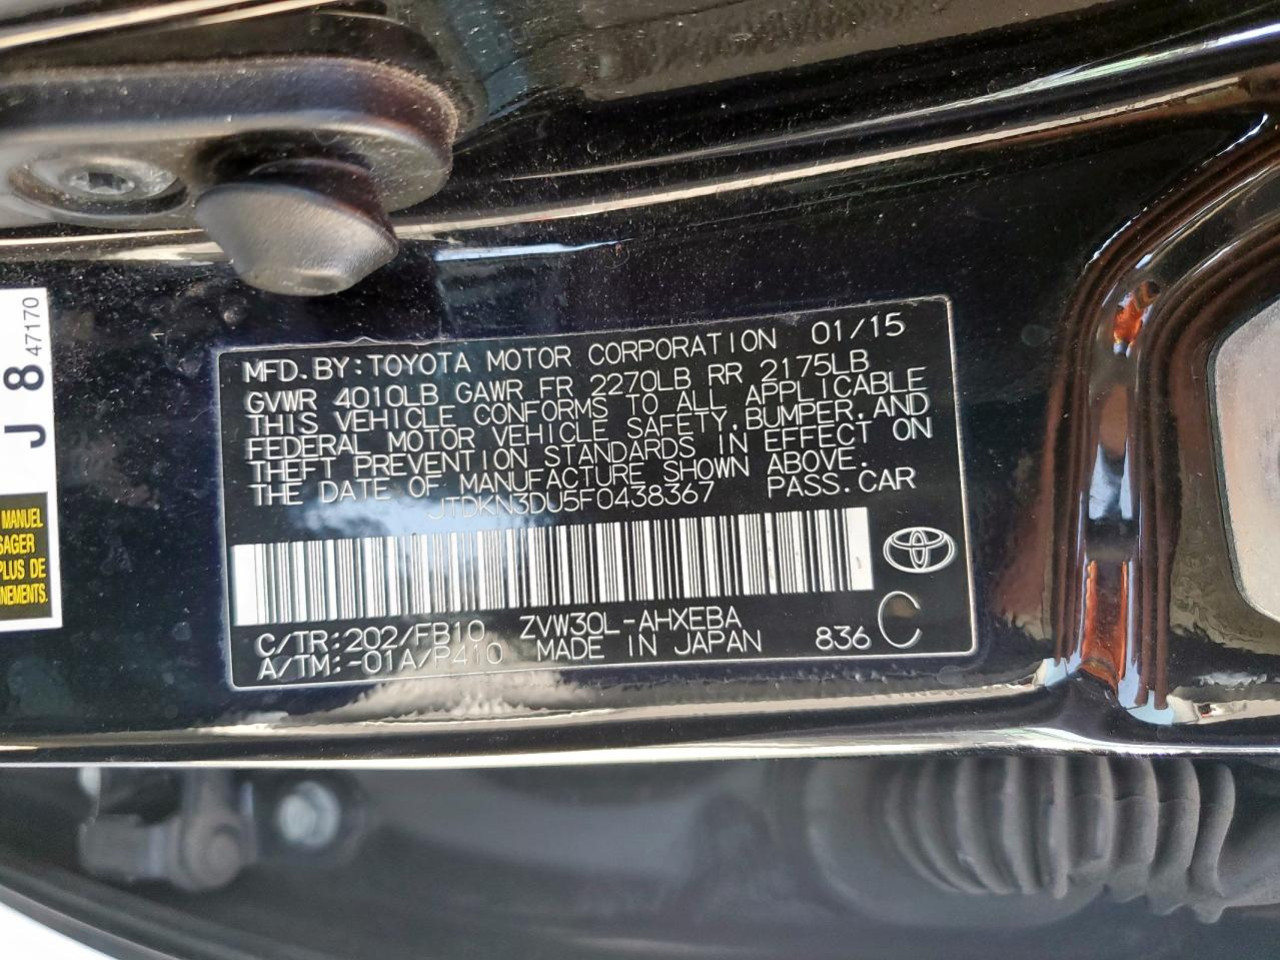 MFD. BY: TOYOTA MOTOR CORPORATION 01/15
GVWR 4010LB GAWR FR 2270LB RR 2175LB
THIS VEHICLE CONFORMS TO ALL APPLICABLE
FEDERAL MOTOR VEHICLE SAFETY, BUMPER, AND
THEFT PREVENTION STANDARDS IN EFFECT ON
THE DATE OF MANUFACTURE SHOWN ABOVE.
JTDKN3DU5F0438367 PASS. CAR
C/TR: 202/FB10 ZVW30L-AHXEBA
A/TM: -01A/P410 MADE IN JAPAN 836 C
J 8 47170
MANUEL
SAGER
PLUS DE
NEMENTS.